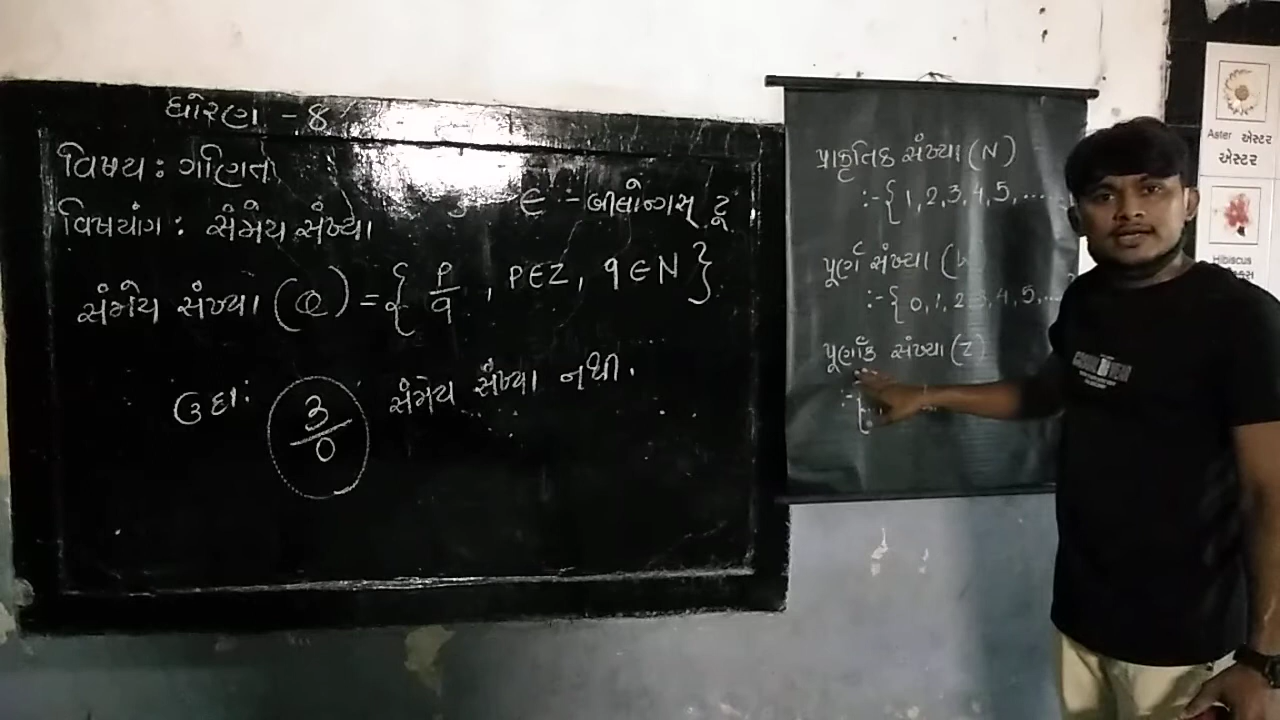 ધોરણ - 8
વિષય : ગણિત
વિષયાંગ : સંમેય સંખ્યા
∈ :- બીલોન્ગસ્ ટૂ
સંમેય સંખ્યા (Q) = { p/q , P∈Z, q∈N }
ઉદા: 3/0 સંમેય સંખ્યા નથી.
પ્રાકૃતિક સંખ્યા (N)
:- { 1, 2, 3, 4, 5, .....
પૂર્ણ સંખ્યા (
:- { 0, 1, 2, 3, 4, 5, ...
પૂર્ણાંક સંખ્યા (Z)
:- {
Aster એસ્ટર
એસ્ટર
Hibiscus